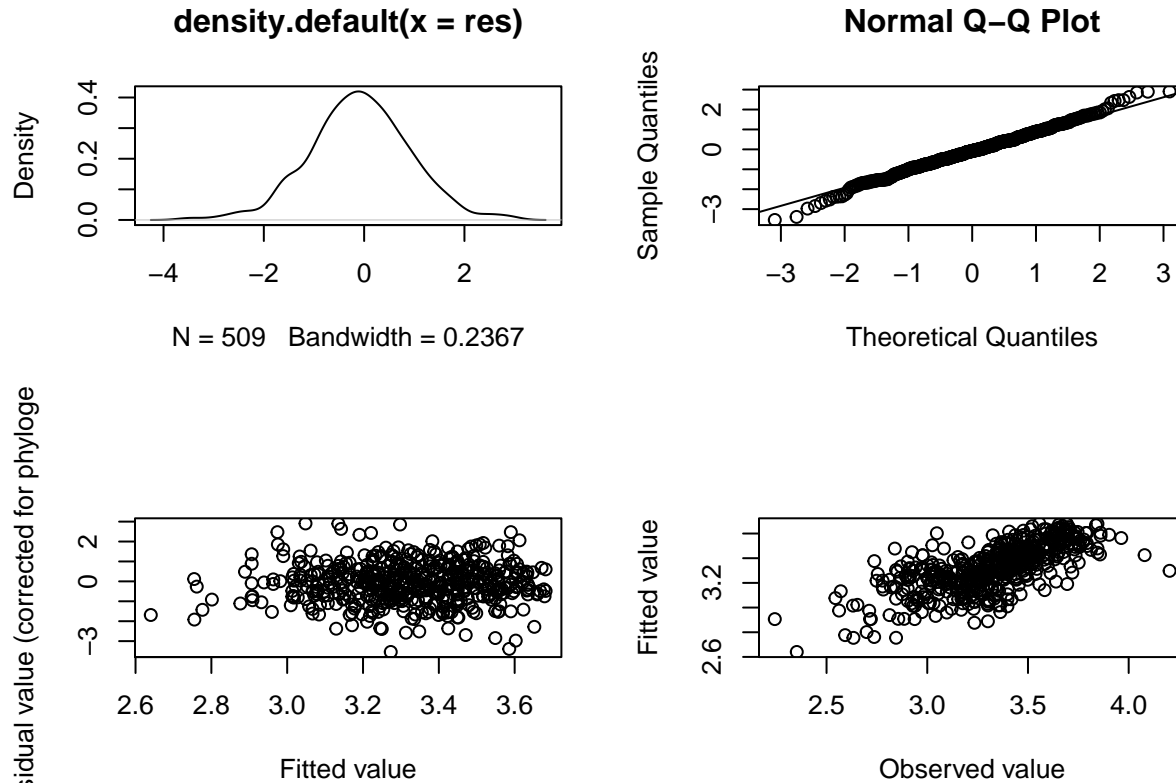 density.default(x = res)
Density
0.0 0.2 0.4
−4 −2 0 2
N = 509 Bandwidth = 0.2367
Normal Q−Q Plot
Sample Quantiles
−3 0 2
−3 −2 −1 0 1 2 3
Theoretical Quantiles
sidual value (corrected for phyloge
−3 0 2
2.6 2.8 3.0 3.2 3.4 3.6
Fitted value
Fitted value
2.6 3.2
2.5 3.0 3.5 4.0
Observed value